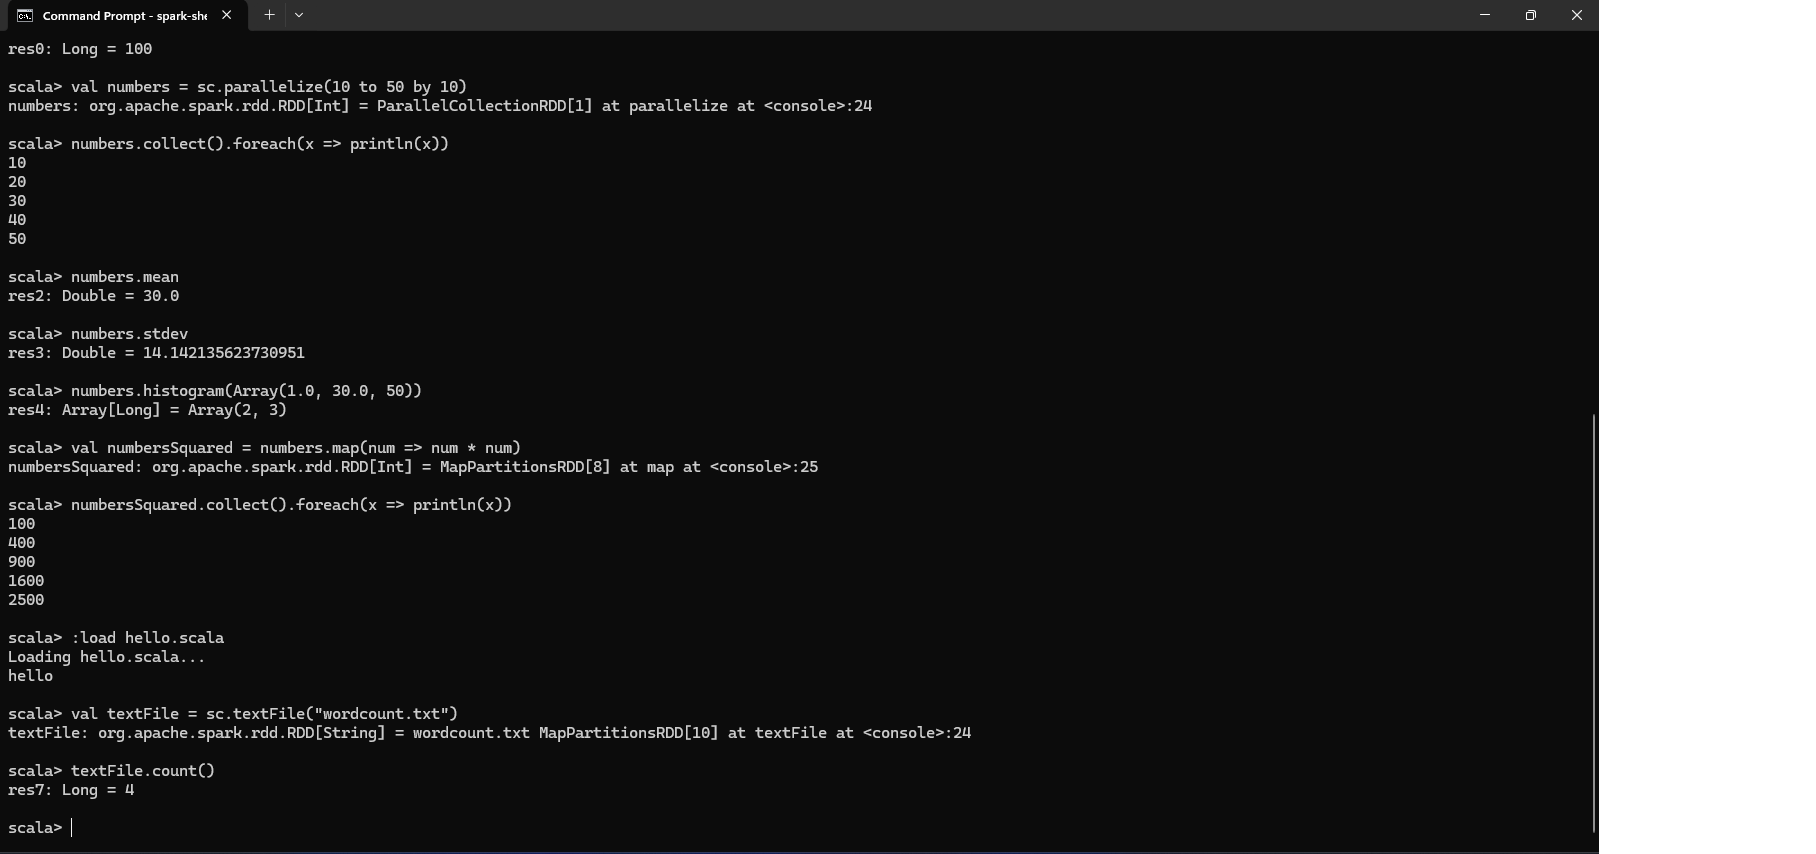 Command Prompt - spark-she
res0: Long = 100
scala> val numbers = sc.parallelize(10 to 50 by 10)
numbers: org.apache.spark.rdd.RDD[Int] = ParallelCollectionRDD[1] at parallelize at <console>:24
scala> numbers.collect().foreach(x => println(x))
10
20
30
40
50
scala> numbers.mean
res2: Double = 30.0
scala> numbers.stdev
res3: Double = 14.142135623730951
scala> numbers.histogram(Array(1.0, 30.0, 50))
res4: Array[Long] = Array(2, 3)
scala> val numbersSquared = numbers.map(num => num * num)
numbersSquared: org.apache.spark.rdd.RDD[Int] = MapPartitionsRDD[8] at map at <console>:25
scala> numbersSquared.collect().foreach(x => println(x))
100
400
900
1600
2500
scala> :load hello.scala
Loading hello.scala...
hello
scala> val textFile = sc.textFile("wordcount.txt")
textFile: org.apache.spark.rdd.RDD[String] = wordcount.txt MapPartitionsRDD[10] at textFile at <console>:24
scala> textFile.count()
res7: Long = 4
scala>